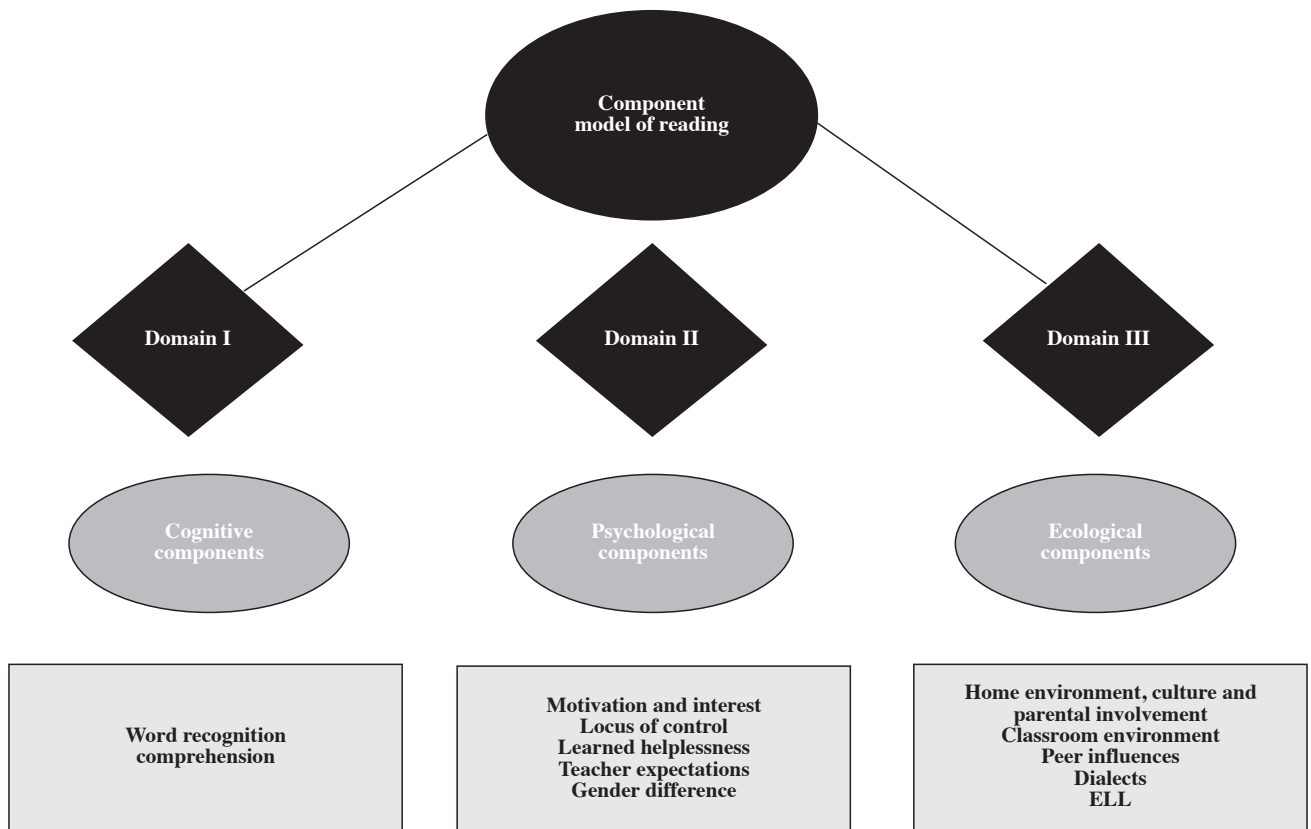 Component
model of reading
Domain I
Domain II
Domain III
Cognitive
components
Psychological
components
Ecological
components
Word recognition
comprehension
Motivation and interest
Locus of control
Learned helplessness
Teacher expectations
Gender difference
Home environment, culture and
parental involvement
Classroom environment
Peer influences
Dialects
ELL